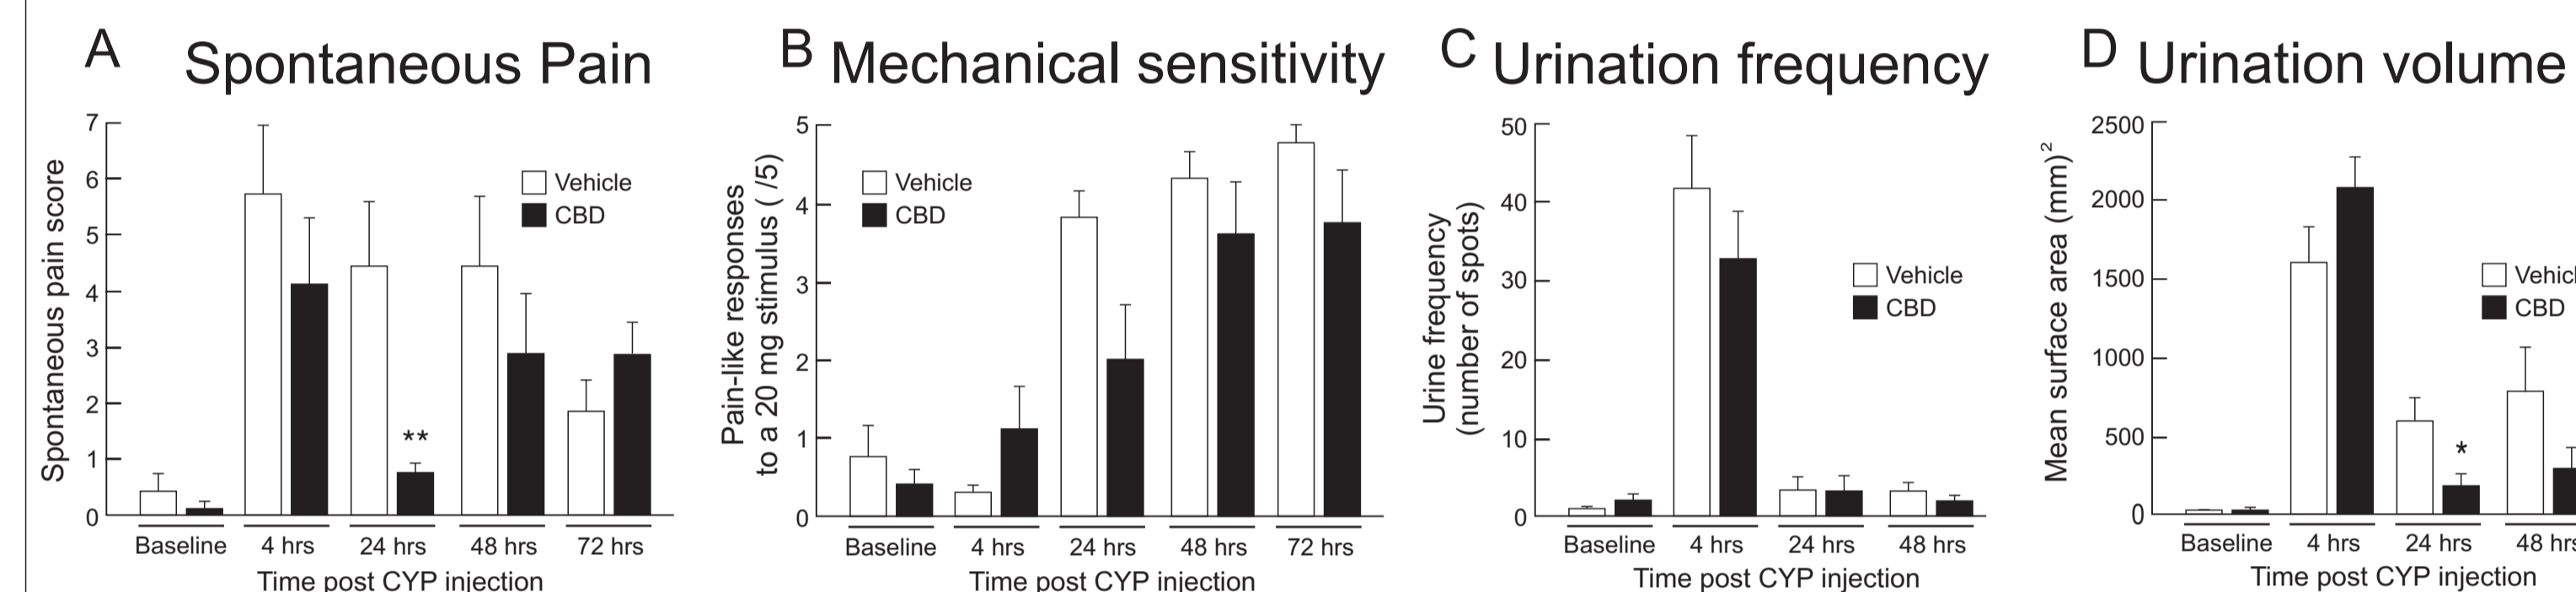 A Spontaneous Pain
Spontaneous pain score
7
6
5
4
3
2
1
0
Vehicle
CBD
**
Baseline 4 hrs 24 hrs 48 hrs 72 hrs
Time post CYP injection
B Mechanical sensitivity
Pain-like responses
to a 20 mg stimulus ( /5)
5
4
3
2
1
0
Vehicle
CBD
Baseline 4 hrs 24 hrs 48 hrs 72 hrs
Time post CYP injection
C Urination frequency
Urine frequency
(number of spots)
50
40
30
20
10
0
Vehicle
CBD
Baseline 4 hrs 24 hrs 48 hrs
Time post CYP injection
D Urination volume
Mean surface area (mm)²
2500
2000
1500
1000
500
0
Vehicl
CBD
*
Baseline 4 hrs 24 hrs 48 hrs
Time post CYP injection